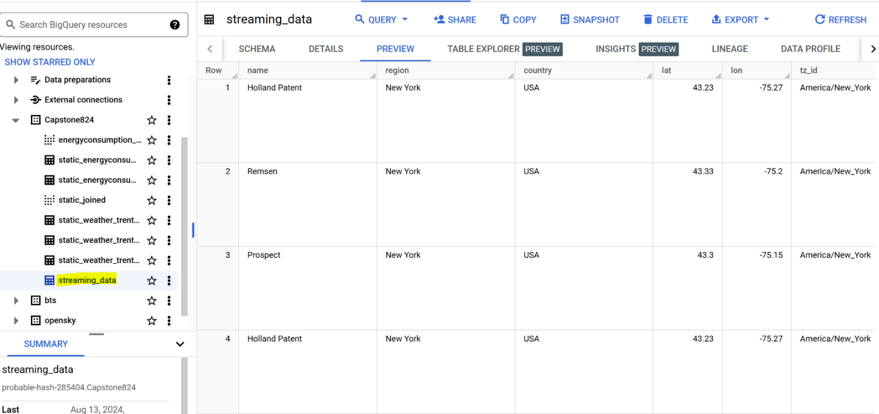 streaming_data
QUERY
SHARE
COPY
SNAPSHOT
DELETE
EXPORT
REFRESH
Search BigQuery resources
Viewing resources.
SHOW STARRED ONLY
Data preparations
External connections
Capstone824
energyconsumption_...
static_energyconsu...
static_energyconsu...
static_joined
static_weather_trent...
static_weather_trent...
static_weather_trent...
streaming_data
bts
opensky
SUMMARY
streaming_data
probable-hash-285404.Capstone824
Last Aug 13, 2024,
SCHEMA DETAILS PREVIEW TABLE EXPLORER PREVIEW INSIGHTS PREVIEW LINEAGE DATA PROFILE
Row name region country lat lon tz_id
1 Holland Patent New York USA 43.23 -75.27 America/New_York
2 Remsen New York USA 43.33 -75.2 America/New_York
3 Prospect New York USA 43.3 -75.15 America/New_York
4 Holland Patent New York USA 43.23 -75.27 America/New_York